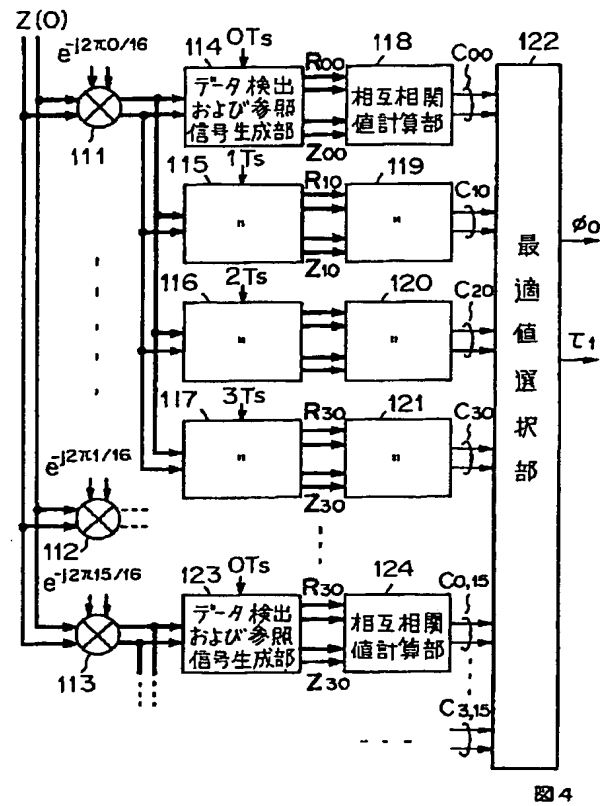 Z(0)
e-j2π0/16
111
114
0Ts
データ検出
および参照
信号生成部
R00
Z00
118
相互相関
値計算部
C00
122
115
1Ts
〃
R10
Z10
119
〃
C10
116
2Ts
〃
120
〃
C20
117
3Ts
〃
R30
Z30
121
〃
C30
最適値選択部
φ0
τ1
e-j2π1/16
112
e-j2π15/16
113
123
0Ts
データ検出
および参照
信号生成部
R30
Z30
124
相互相関
値計算部
C0,15
C3,15
図4